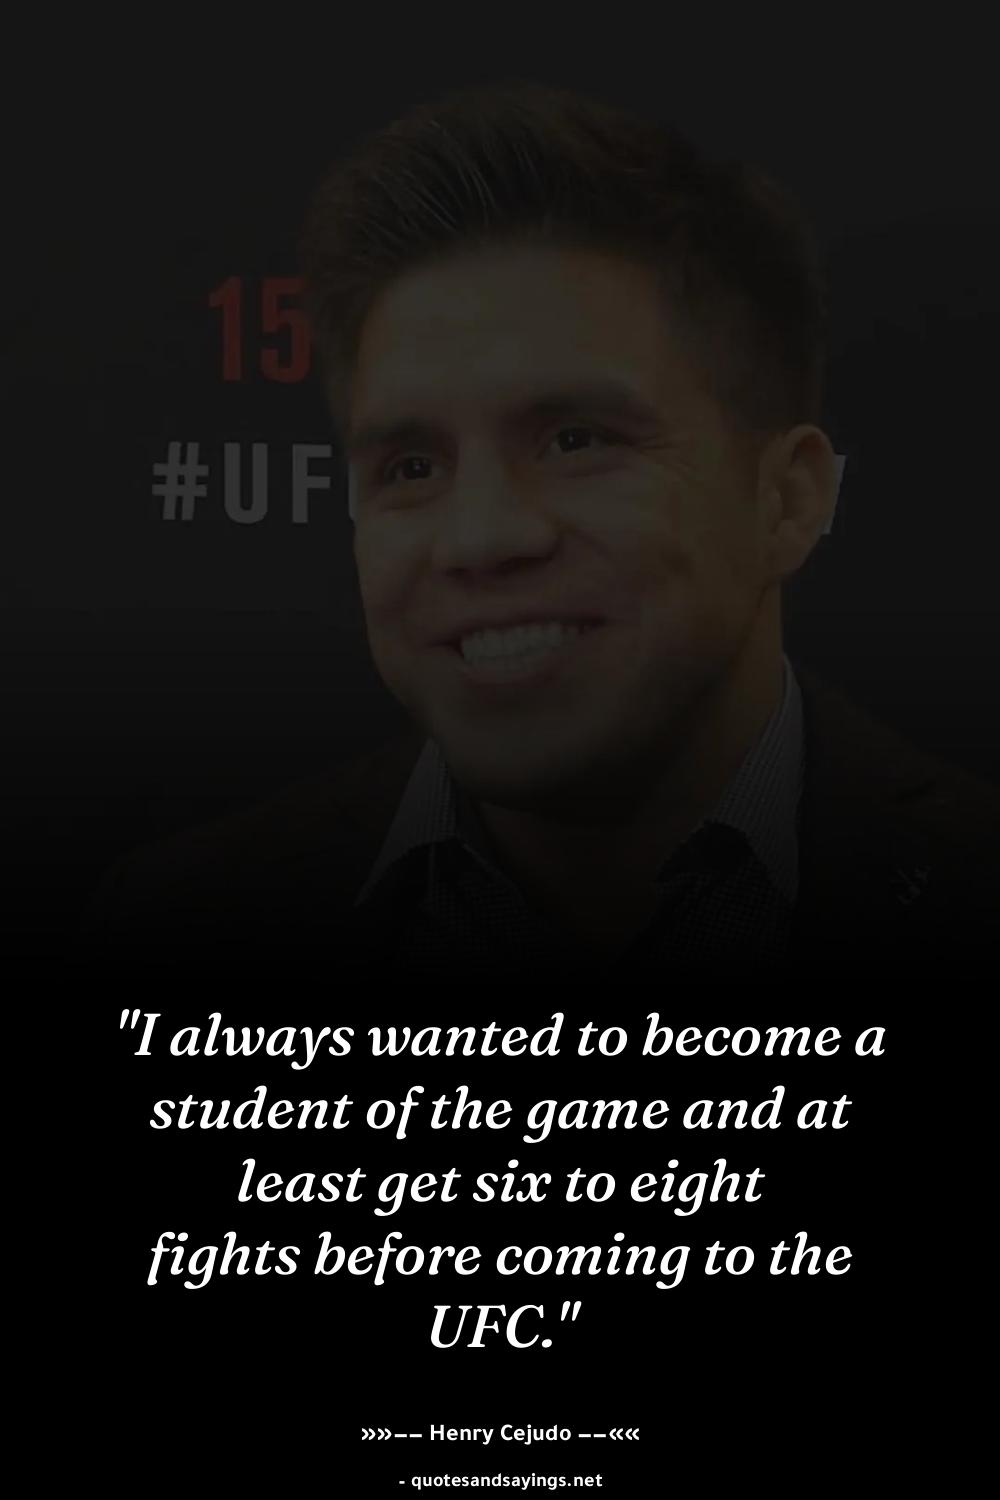 15
#UF
"I always wanted to become a
student of the game and at
least get six to eight
fights before coming to the
UFC."
»»–– Henry Cejudo ––««
- quotesandsayings.net